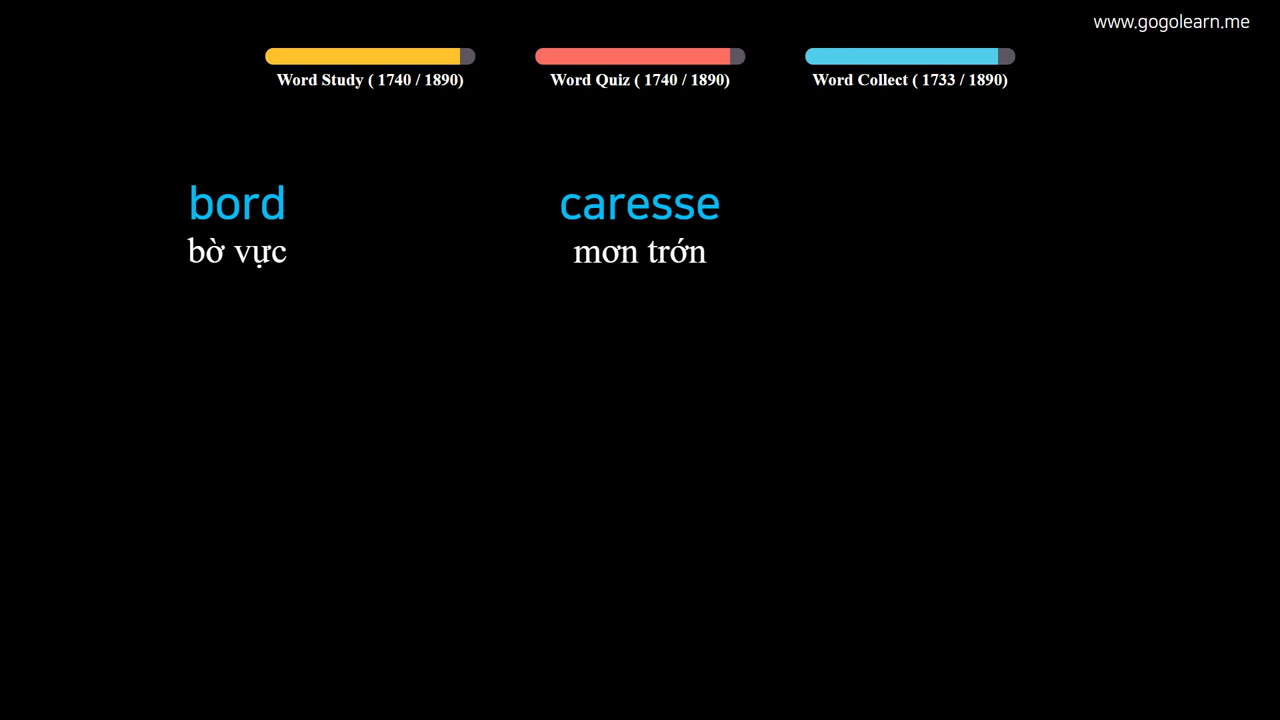 www.gogolearn.me
Word Study ( 1740 / 1890)
Word Quiz ( 1740 / 1890)
Word Collect ( 1733 / 1890)
bord
bờ vực
caresse
mơn trớn